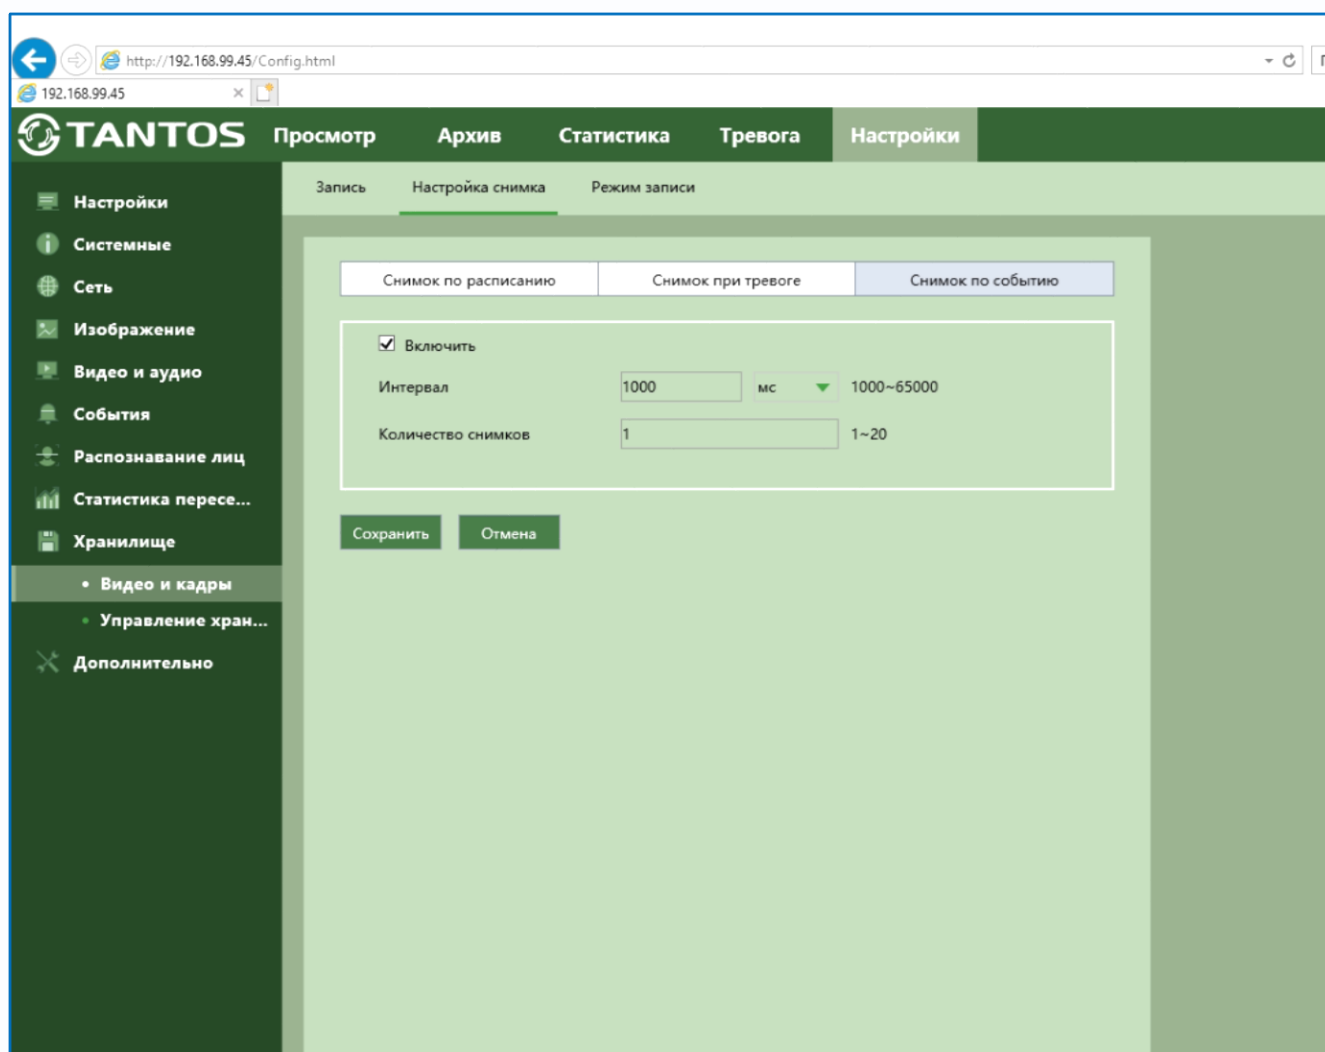 http://192.168.99.45/Config.html
192.168.99.45
TANTOS Просмотр Архив Статистика Тревога Настройки
Запись Настройка снимка Режим записи
Настройки
Системные
Сеть
Изображение
Видео и аудио
События
Распознавание лиц
Статистика пересе...
Хранилище
• Видео и кадры
• Управление хран...
Дополнительно
Снимок по расписанию Снимок при тревоге Снимок по событию
Включить
Интервал 1000 мс 1000~65000
Количество снимков 1 1~20
Сохранить Отмена